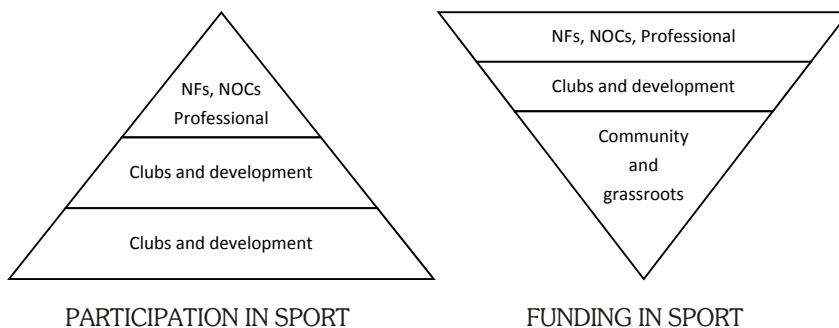 NFs, NOCs
Professional
Clubs and development
Clubs and development
PARTICIPATION IN SPORT
NFs, NOCs, Professional
Clubs and development
Community
and
grassroots
FUNDING IN SPORT